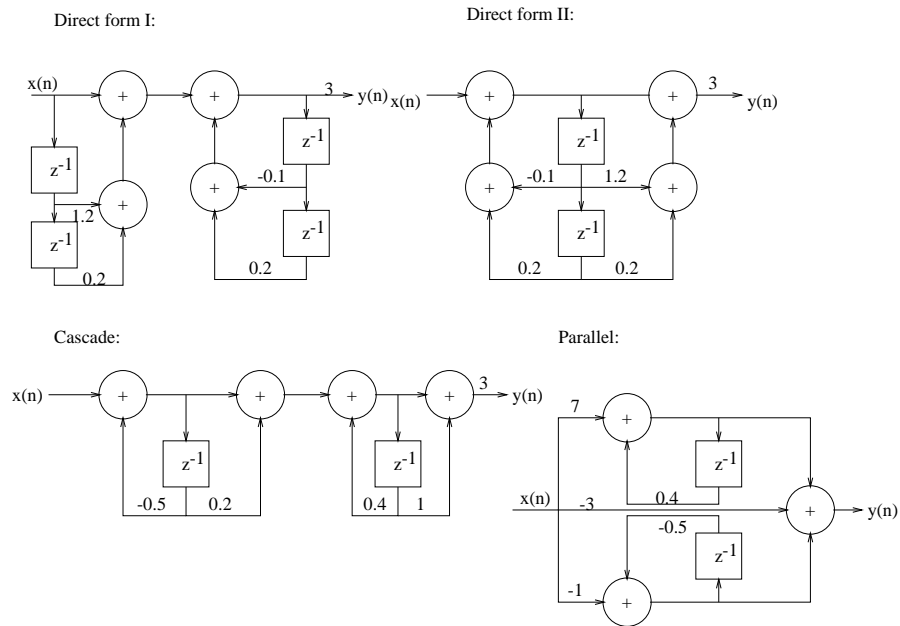 Direct form I:
x(n)
+
+
3
y(n)
z-1
z-1
-0.1
+
+
1.2
z-1
z-1
0.2
0.2
Direct form II:
x(n)
+
+
3
y(n)
z-1
+
-0.1
1.2
+
z-1
0.2
0.2
Cascade:
x(n)
+
+
+
+
3
y(n)
z-1
z-1
-0.5
0.2
0.4
1
Parallel:
7
+
z-1
0.4
x(n)
-3
+
y(n)
-0.5
z-1
-1
+